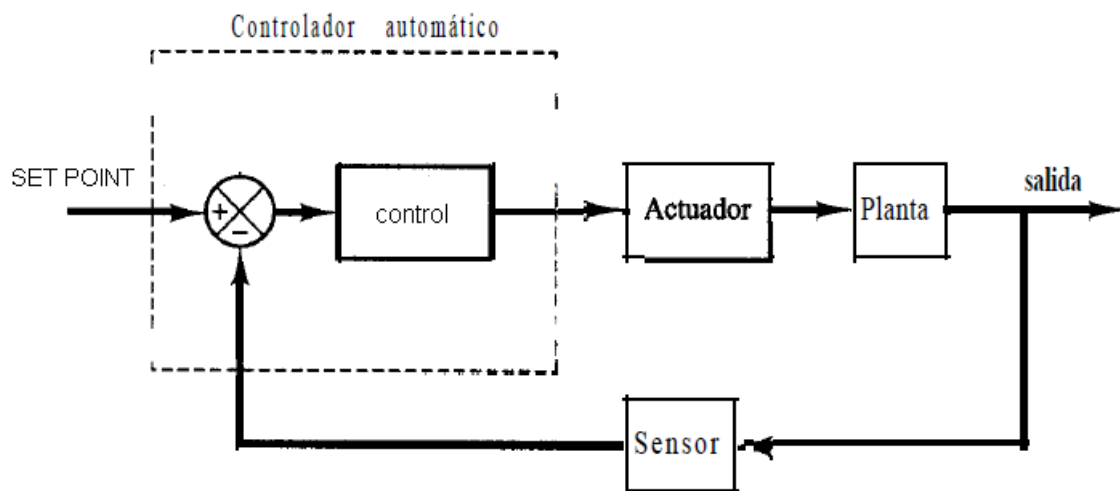 Controlador automático
SET POINT
+
−
control
Actuador
Planta
salida
Sensor